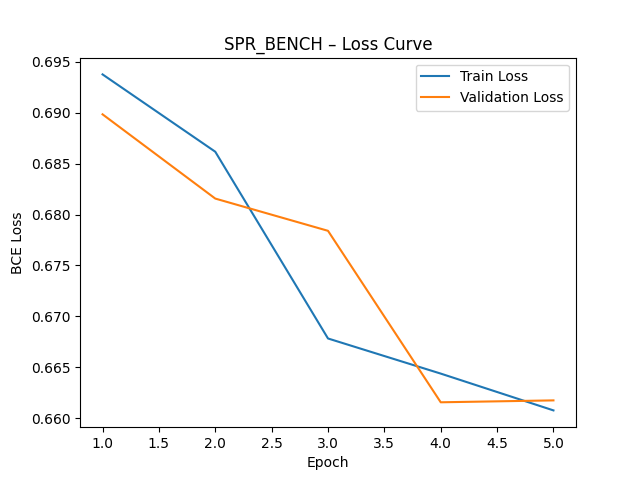 SPR_BENCH – Loss Curve
Train Loss
Validation Loss
0.695
0.690
0.685
0.680
0.675
0.670
0.665
0.660
BCE Loss
1.0 1.5 2.0 2.5 3.0 3.5 4.0 4.5 5.0
Epoch